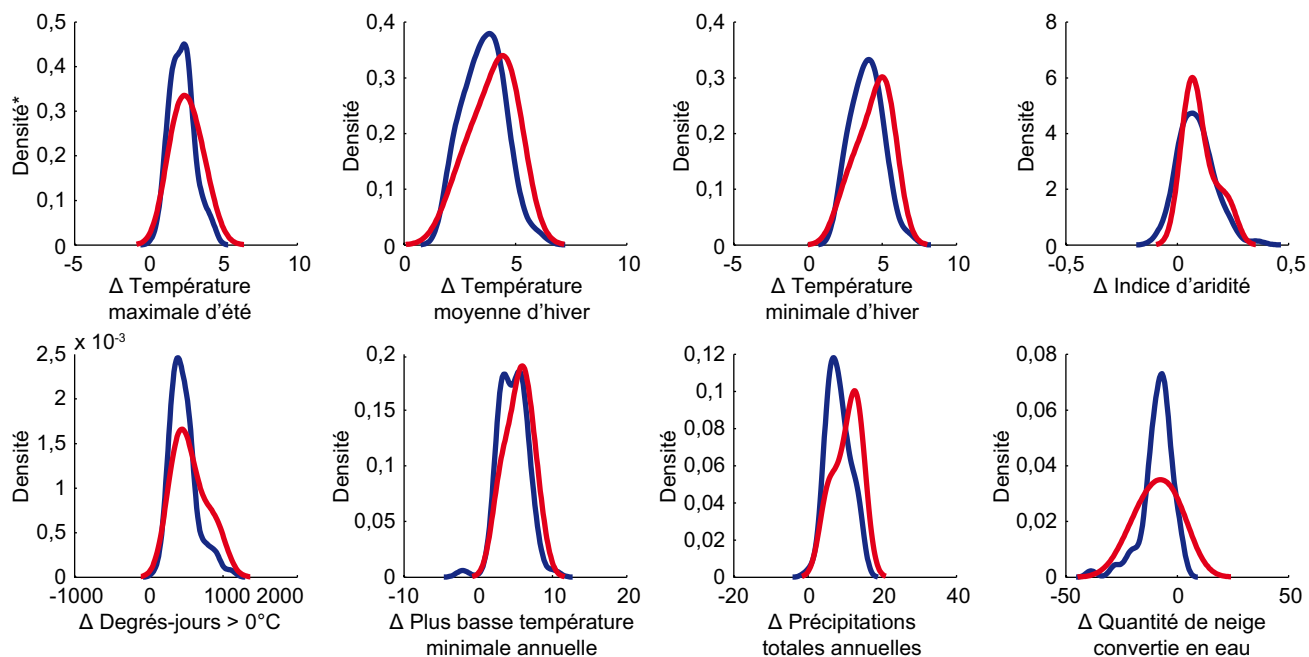 0,5
0,4
0,3
0,2
0,1
0
Densité*
-5 0 5 10
Δ Température
maximale d'été
0,4
0,3
0,2
0,1
0
Densité
0 5 10
Δ Température
moyenne d'hiver
0,4
0,3
0,2
0,1
0
Densité
-5 0 5 10
Δ Température
minimale d'hiver
8
6
4
2
0
Densité
-0,5 0 0,5
Δ Indice d'aridité
x 10-3
2,5
2
1,5
1
0,5
0
Densité
-1000 0 1000 2000
Δ Degrés-jours > 0°C
0,2
0,15
0,1
0,05
0
Densité
-10 0 10 20
Δ Plus basse température
minimale annuelle
0,12
0,10
0,08
0,06
0,04
0,02
0
Densité
-20 0 20 40
Δ Précipitations
totales annuelles
0,08
0,06
0,04
0,02
0
Densité
-50 0 50
Δ Quantité de neige
convertie en eau